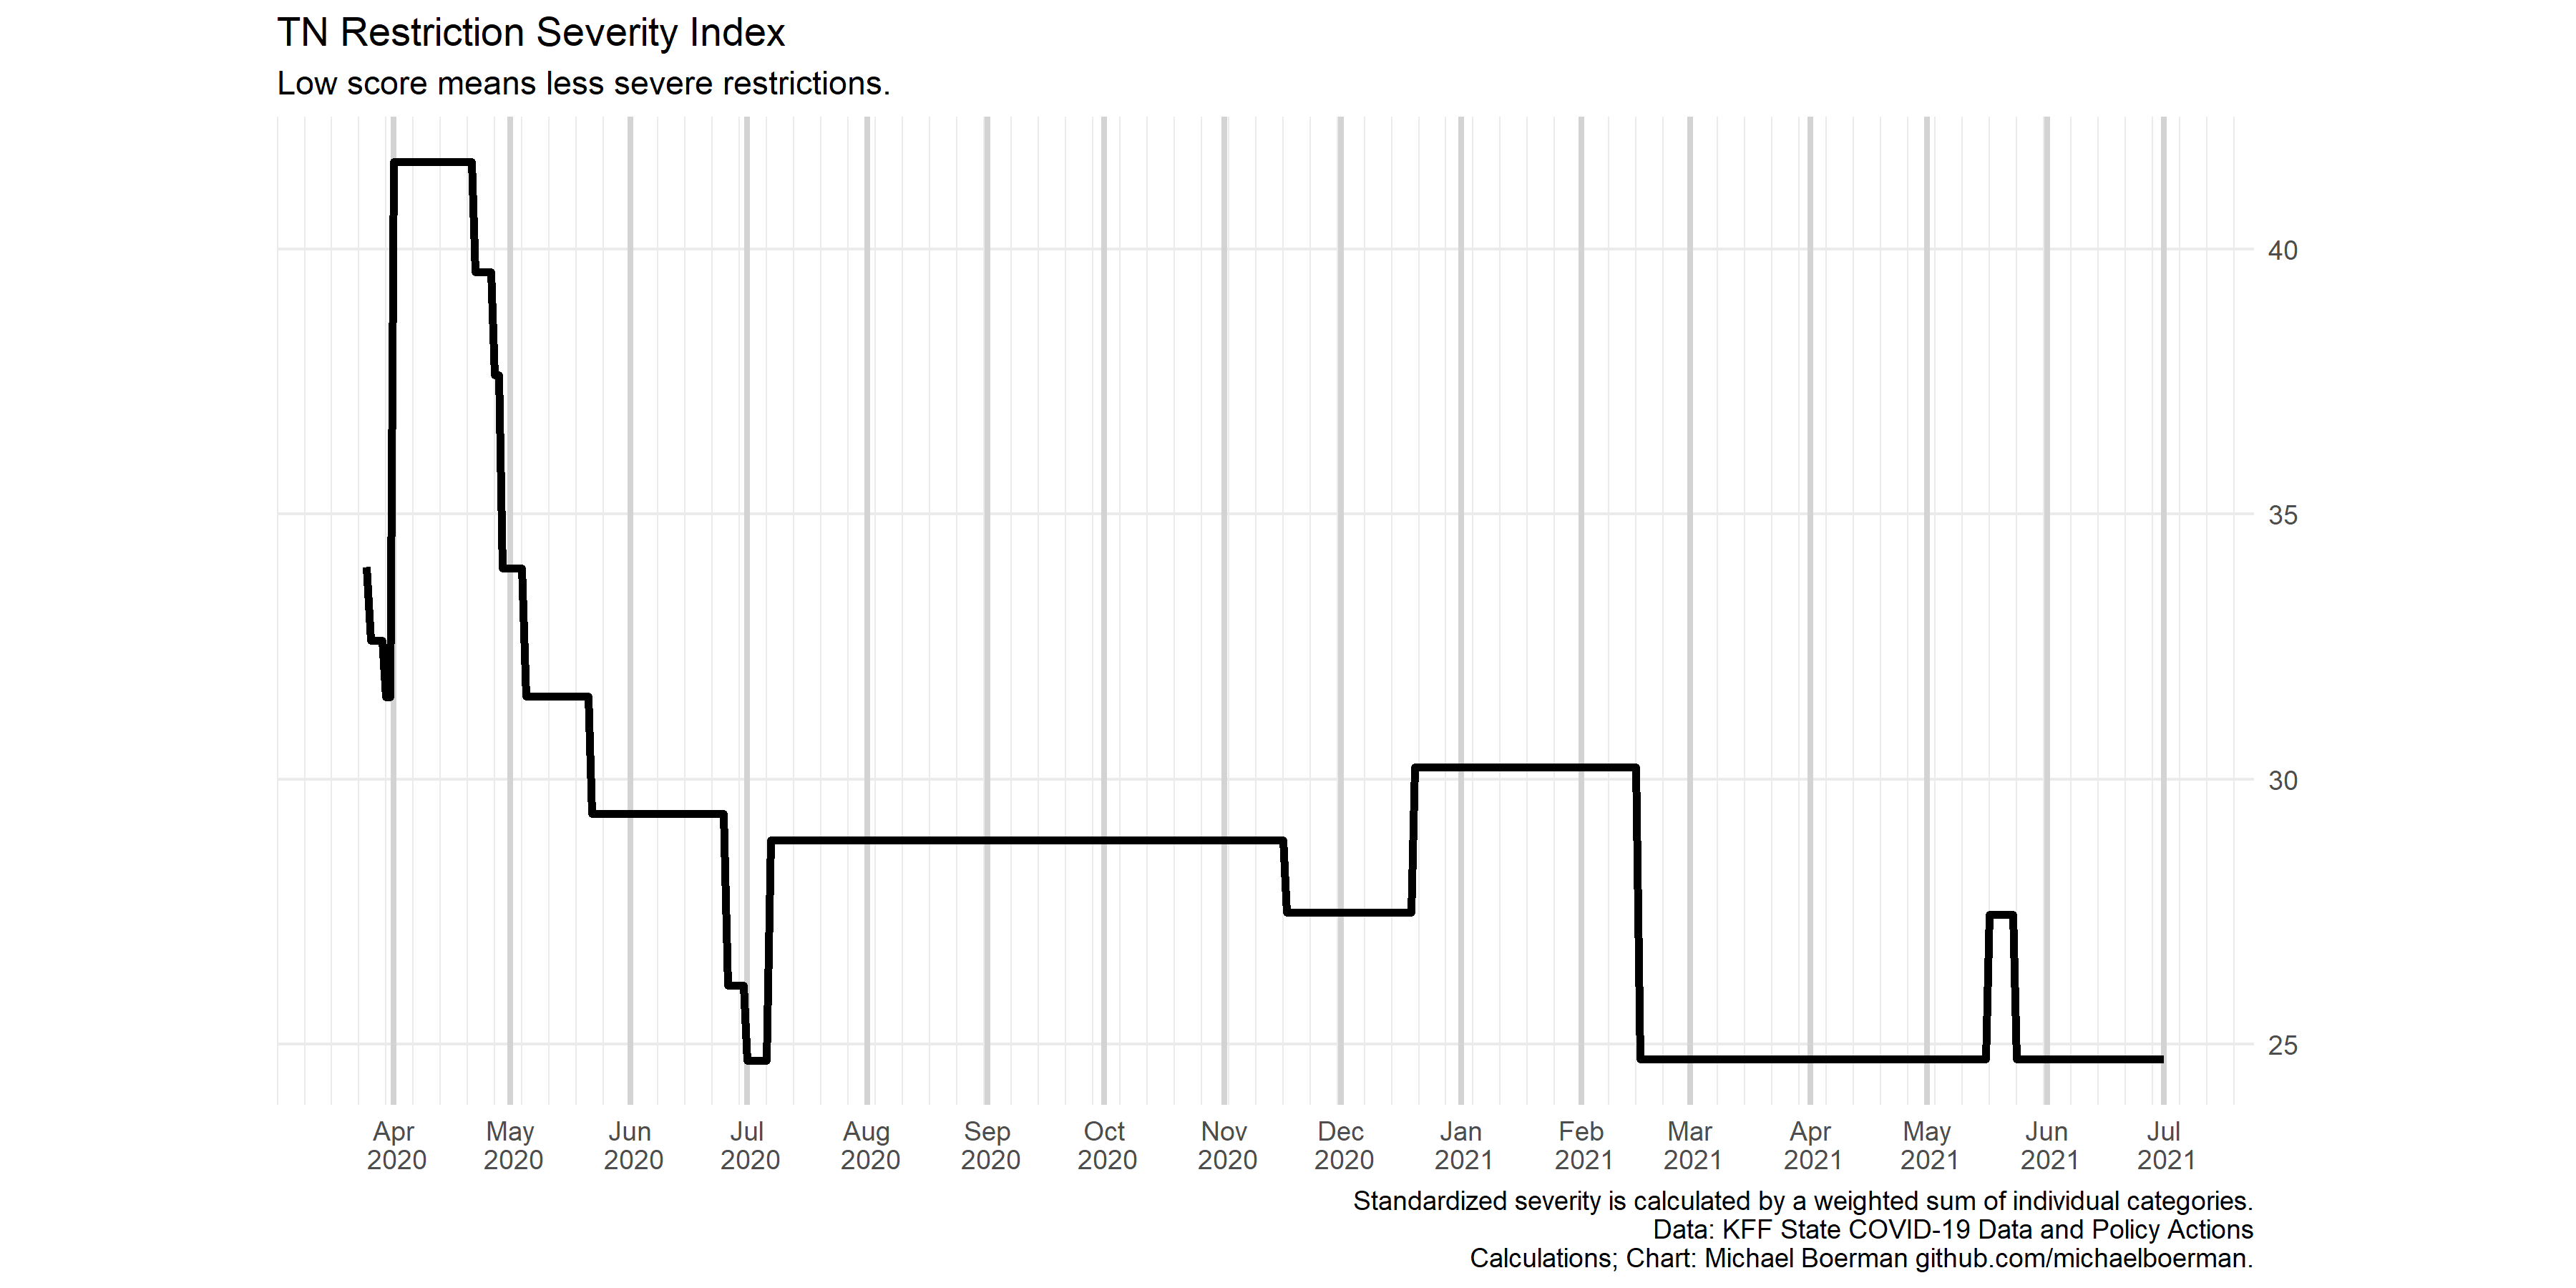 TN Restriction Severity Index
Low score means less severe restrictions.
40
35
30
25
Apr May Jun Jul Aug Sep Oct Nov Dec Jan Feb Mar Apr May Jun Jul
2020 2020 2020 2020 2020 2020 2020 2020 2020 2021 2021 2021 2021 2021 2021 2021
Standardized severity is calculated by a weighted sum of individual categories.
Data: KFF State COVID-19 Data and Policy Actions
Calculations; Chart: Michael Boerman github.com/michaelboerman.